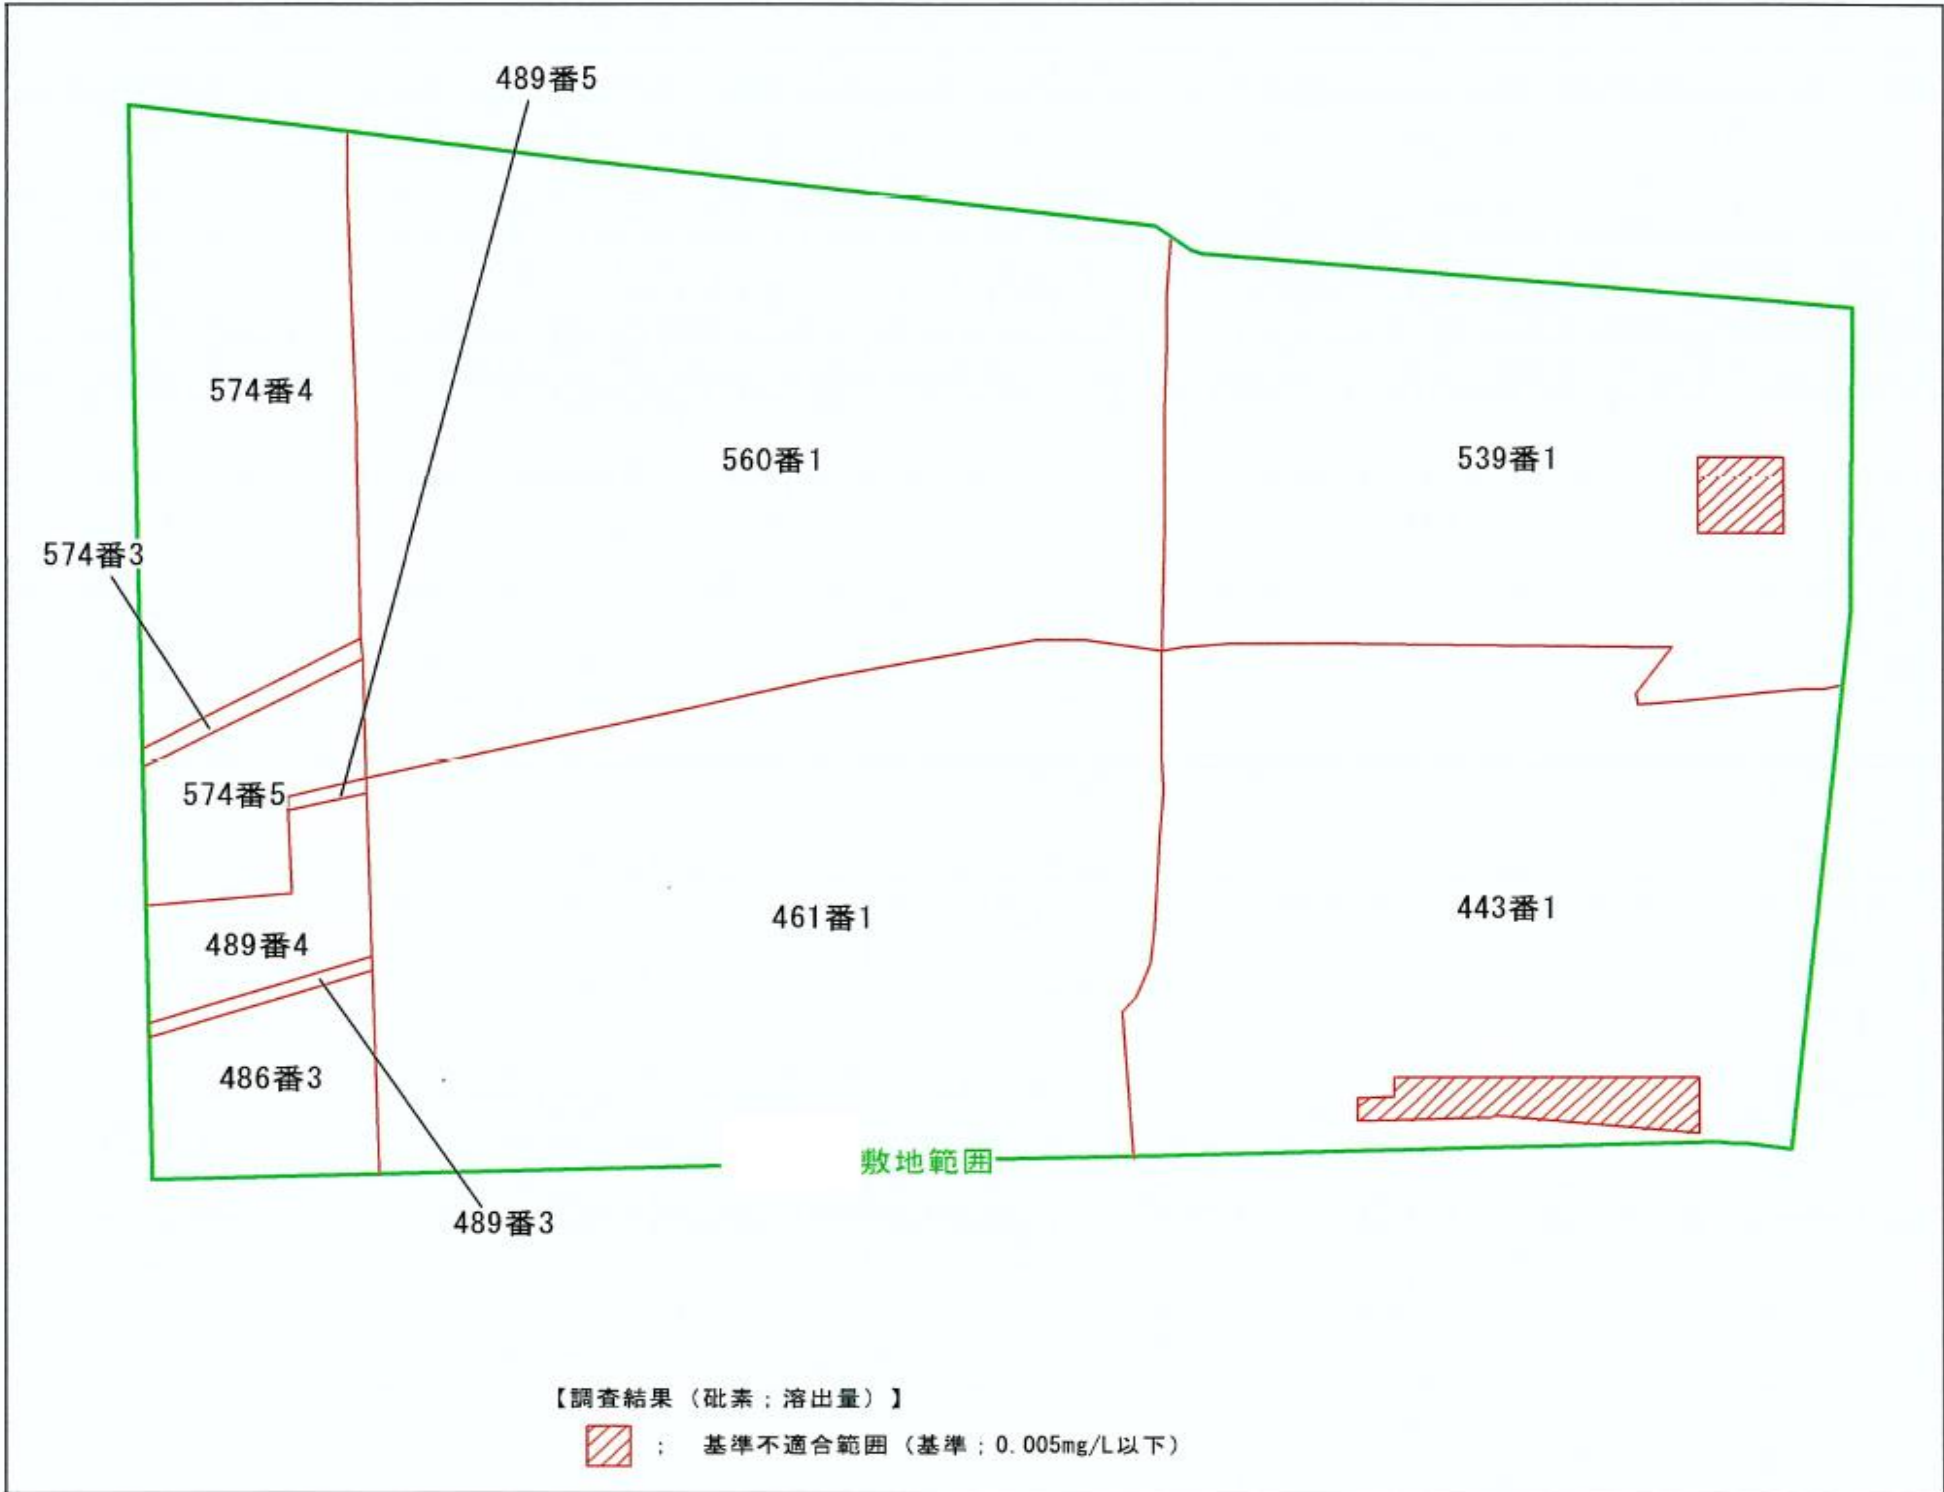 489番5
574番4
560番1
539番1
574番3
574番5
461番1
443番1
489番4
486番3
敷地範囲
489番3
【調査結果（砒素；溶出量）】
； 基準不適合範囲（基準；0.005mg/L以下）